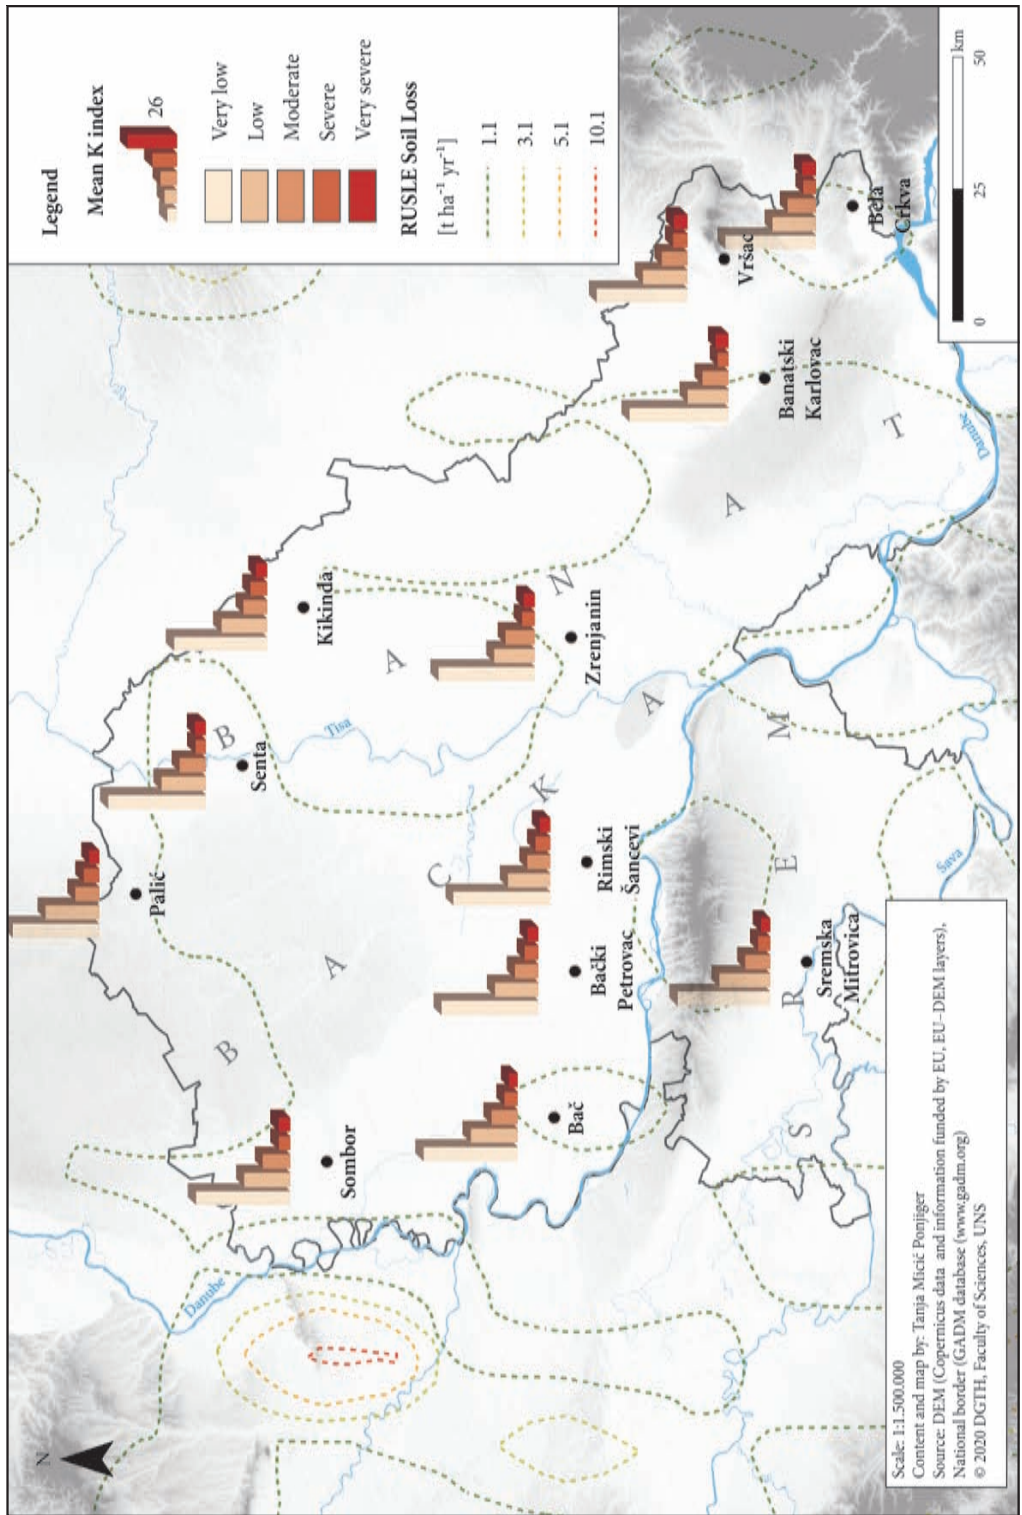 Legend
Mean K index
26
Very low
Low
Moderate
Severe
Very severe
RUSLE Soil Loss
[t ha⁻¹ yr⁻¹]
1.1
3.1
5.1
10.1
N
Palić
Senta
Kikinda
Sombor
Bač
Bački
Petrovac
Rimski
Šančevi
Zrenjanin
Banatski
Karlovac
Vršac
Bela
Crkva
Sremska
Mitrovica
Danube
Tisa
Danube
Sava
B A Č K A
B A N A T
S R E M
0 25 50 km
Scale: 1:1.500.000
Content and map by: Tanja Micić Ponjiger
Source: DEM (Copernicus data and information funded by EU, EU-DEM layers),
National border (GADM database (www.gadm.org)
© 2020 DGTH, Faculty of Sciences, UNS